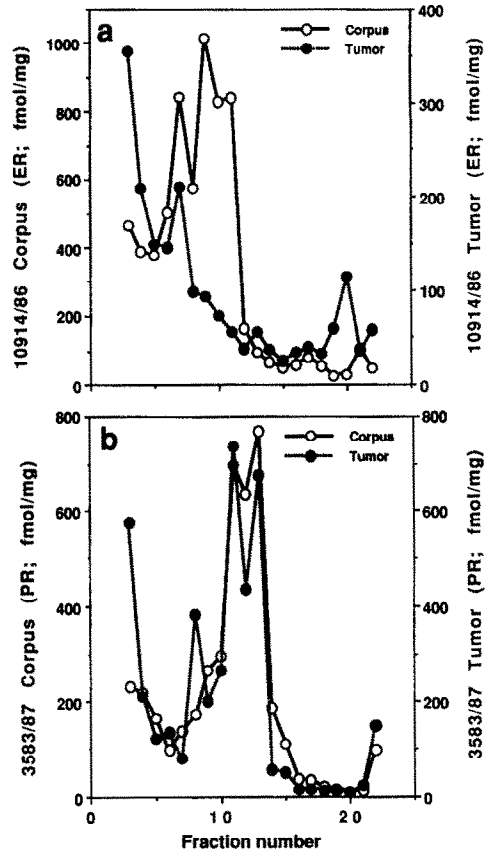 a
Corpus
Tumor
1000
800
600
400
200
0
400
300
200
100
0
10914/86 Corpus (ER; fmol/mg)
10914/86 Tumor (ER; fmol/mg)
b
Corpus
Tumor
800
600
400
200
0
800
600
400
200
0
3583/87 Corpus (PR; fmol/mg)
3583/87 Tumor (PR; fmol/mg)
0 10 20
Fraction number